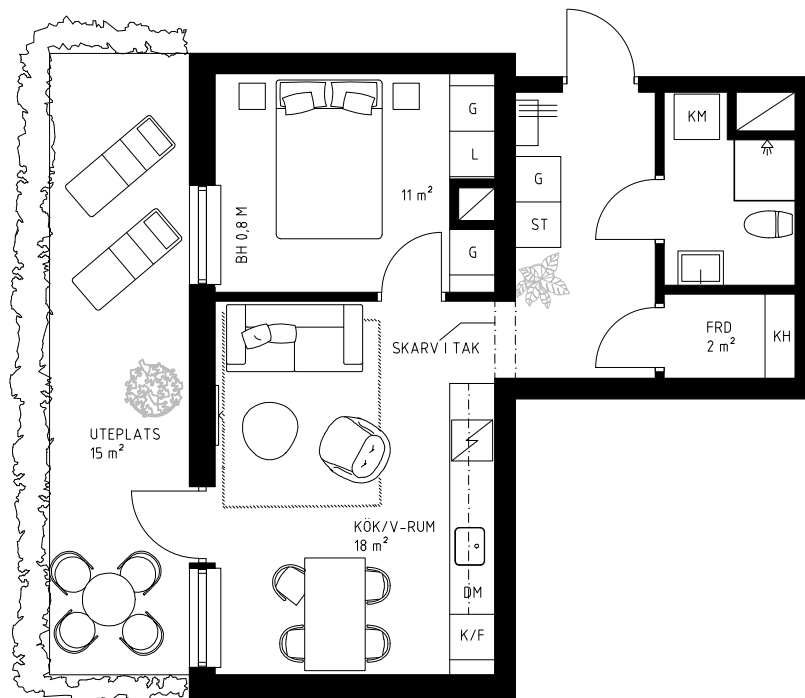 KM
G
L
G
ST
11 m²
BH 0,8 M
G
SKARV I TAK
FRD
2 m²
KH
UTEPLATS
15 m²
KÖK/V-RUM
18 m²
DM
K/F